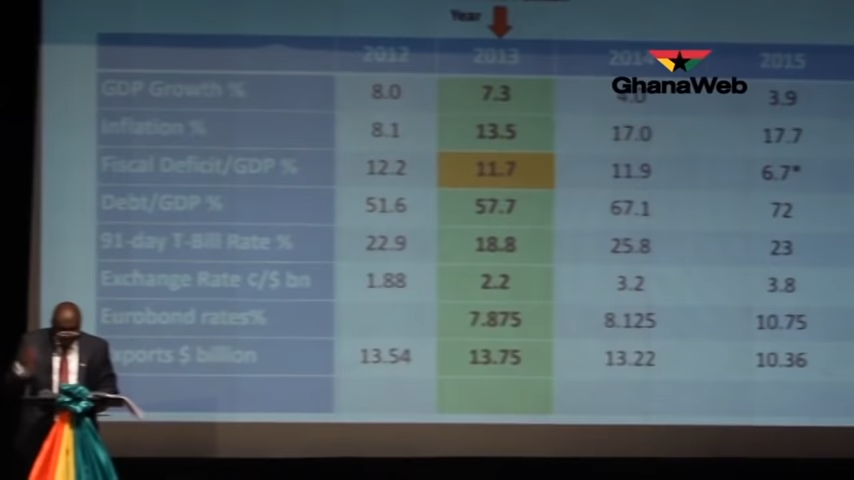 Year
2012 2013 2014 2015
GhanaWeb
GDP Growth % 8.0 7.3 4.0 3.9
Inflation % 8.1 13.5 17.0 17.7
Fiscal Deficit/GDP % 12.2 11.7 11.9 6.7*
Debt/GDP % 51.6 57.7 67.1 72
91-day T-Bill Rate % 22.9 18.8 25.8 23
Exchange Rate ¢/$ bn 1.88 2.2 3.2 3.8
Eurobond rates% 7.875 8.125 10.75
xports $ billion 13.54 13.75 13.22 10.36